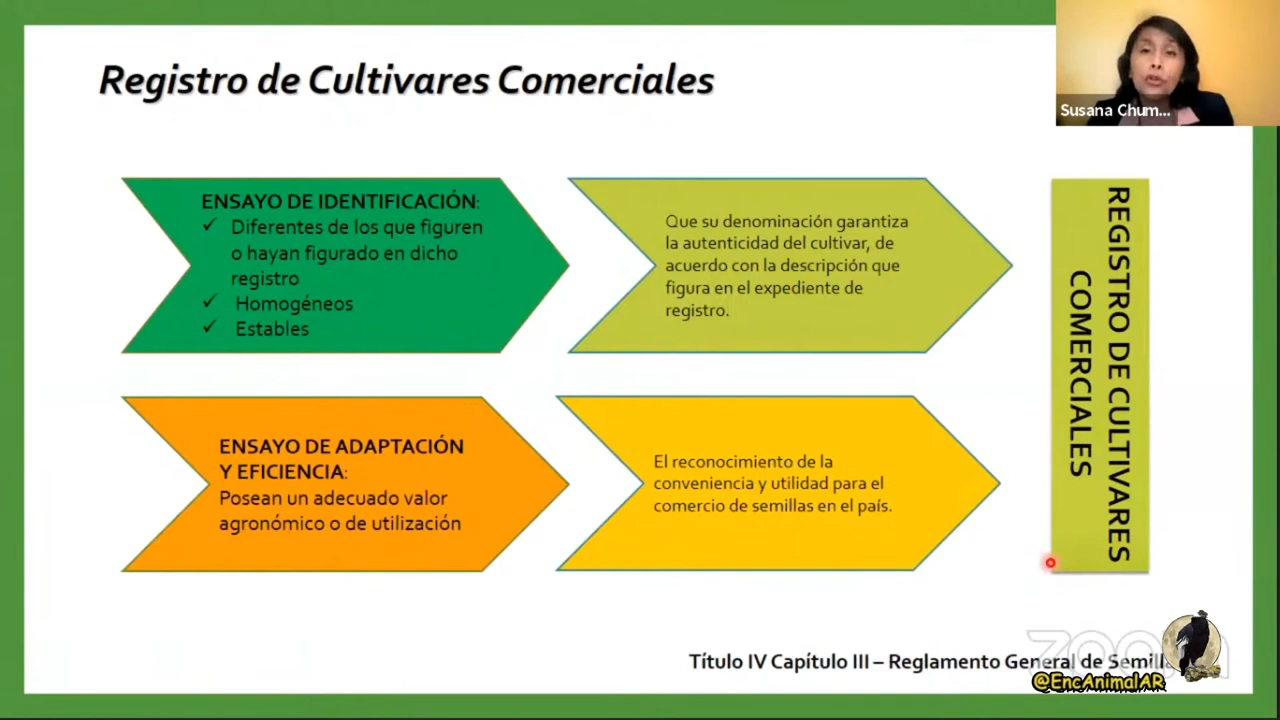 Registro de Cultivares Comerciales
Susana Chum...
ENSAYO DE IDENTIFICACIÓN:
✓ Diferentes de los que figuren
o hayan figurado en dicho
registro
✓ Homogéneos
✓ Estables
Que su denominación garantiza
la autenticidad del cultivar, de
acuerdo con la descripción que
figura en el expediente de
registro.
ENSAYO DE ADAPTACIÓN
Y EFICIENCIA:
Posean un adecuado valor
agronómico o de utilización
El reconocimiento de la
conveniencia y utilidad para el
comercio de semillas en el país.
REGISTRO DE CULTIVARES
COMERCIALES
Título IV Capítulo III – Reglamento General de Semill
zoom
@EncAnimalAR